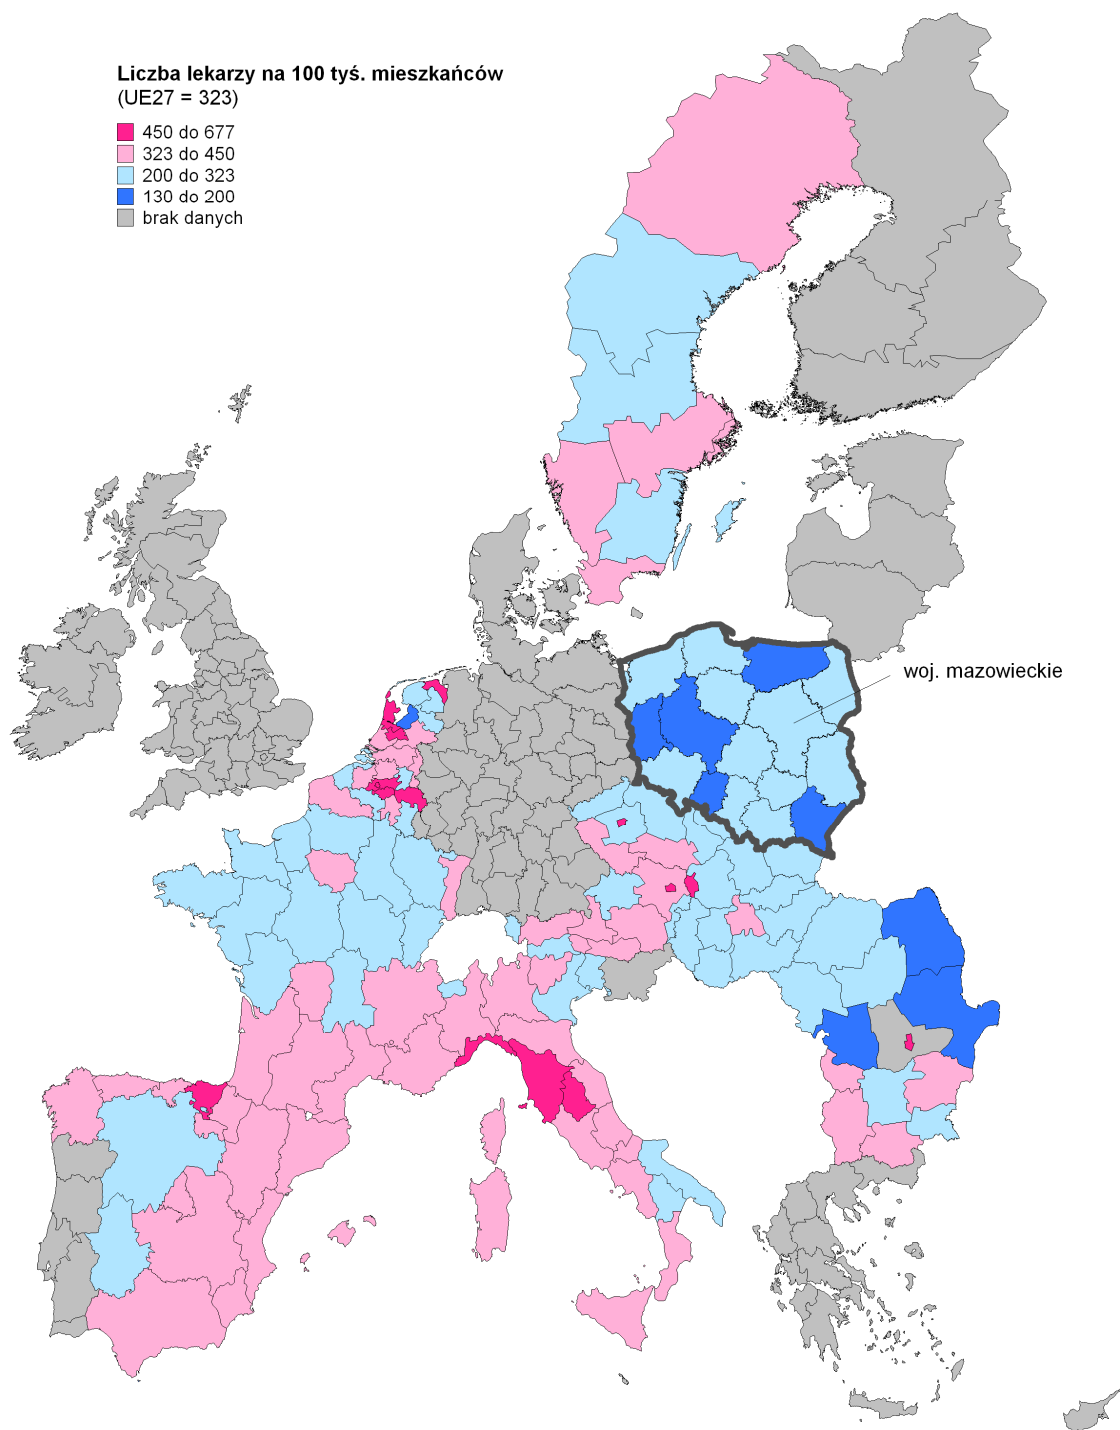 Liczba lekarzy na 100 tyś. mieszkańców
(UE27 = 323)
450 do 677
323 do 450
200 do 323
130 do 200
brak danych
woj. mazowieckie